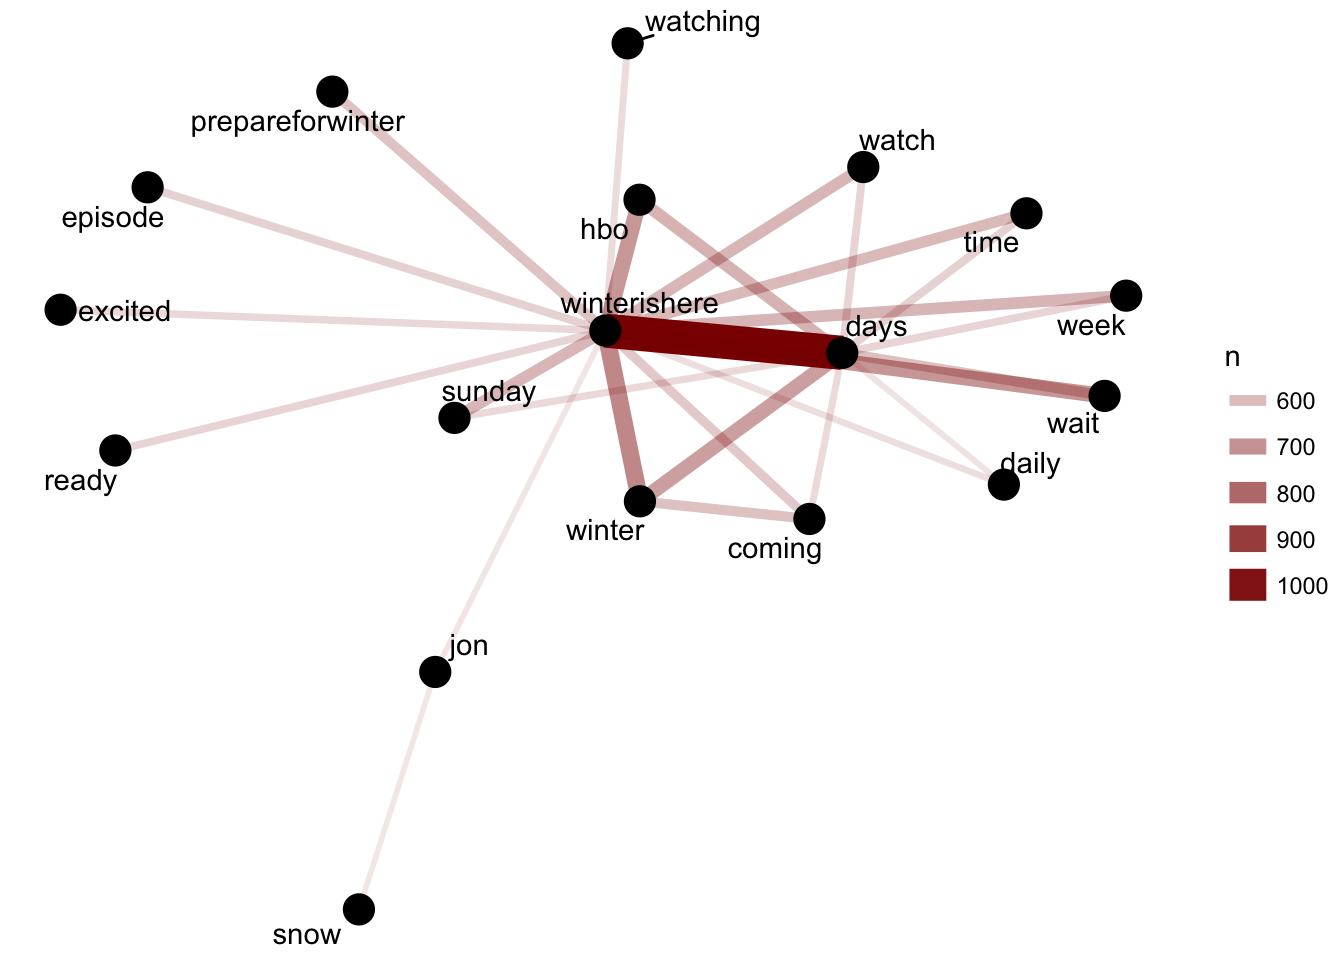 watching
prepareforwinter
watch
episode
hbo
time
excited
winterishere
days
week
n
sunday
600
wait
700
ready
daily
800
winter
coming
900
1000
jon
snow